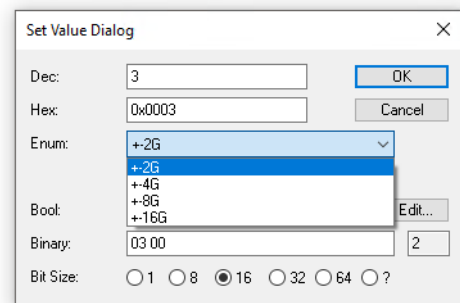 Set Value Dialog
Dec: 3 OK
Hex: 0x0003 Cancel
Enum: +-2G
+-2G
+-4G
+-8G
+-16G
Bool: Edit...
Binary: 03 00 2
Bit Size: 1 8 16 32 64 ?